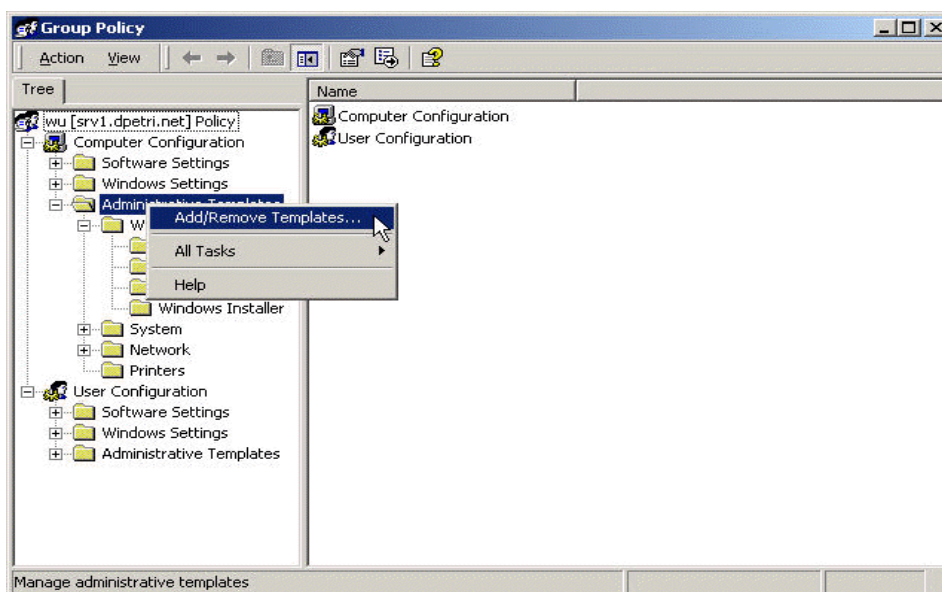 Group Policy
Action View
Tree
Name
wu [srv1.dpetri.net] Policy
Computer Configuration
Software Settings
Windows Settings
Administrative Templates
W
Windows Installer
System
Network
Printers
User Configuration
Software Settings
Windows Settings
Administrative Templates
Add/Remove Templates...
All Tasks
Help
Computer Configuration
User Configuration
Manage administrative templates